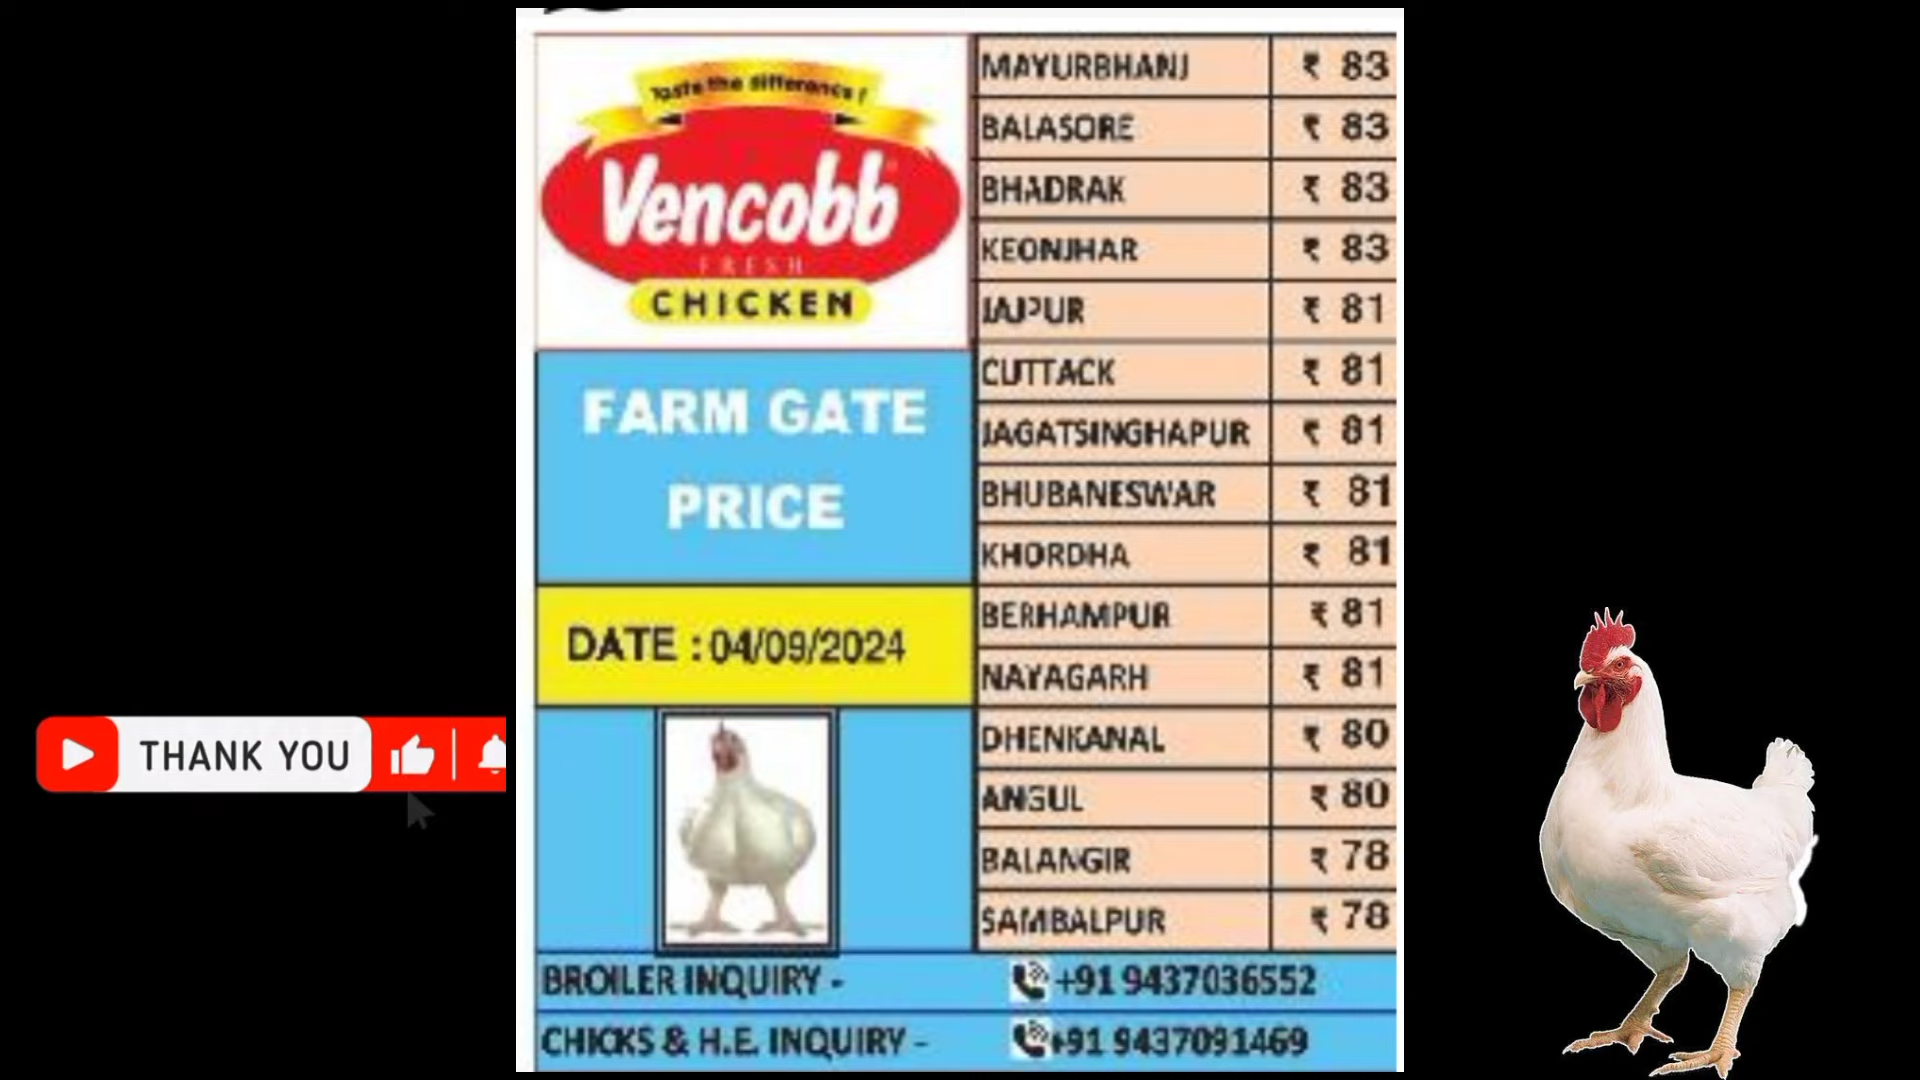 Taste the difference !
Vencobb
FRESH
CHICKEN
FARM GATE
PRICE
DATE : 04/09/2024
MAYURBHANJ ₹ 83
BALASORE ₹ 83
BHADRAK ₹ 83
KEONJHAR ₹ 83
JAJPUR ₹ 81
CUTTACK ₹ 81
JAGATSINGHAPUR ₹ 81
BHUBANESWAR ₹ 81
KHORDHA ₹ 81
BERHAMPUR ₹ 81
NAYAGARH ₹ 81
DHENKANAL ₹ 80
ANGUL ₹ 80
BALANGIR ₹ 78
SAMBALPUR ₹ 78
BROILER INQUIRY - +91 9437036552
CHICKS & H.E. INQUIRY - +91 9437091469
THANK YOU